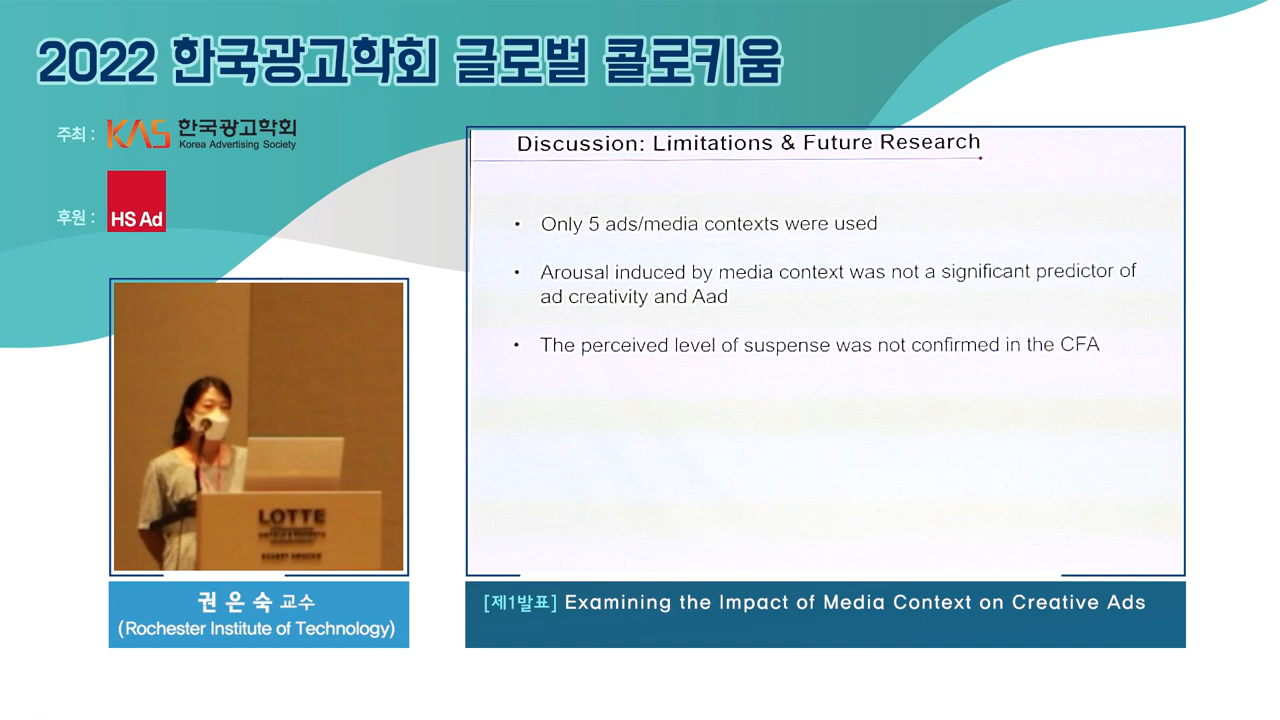 2022 한국광고학회 글로벌 콜로키움
주최 :
KAS 한국광고학회
Korea Advertising Society
후원 :
HS Ad
Discussion: Limitations & Future Research
• Only 5 ads/media contexts were used
• Arousal induced by media context was not a significant predictor of
ad creativity and Aad
• The perceived level of suspense was not confirmed in the CFA
LOTTE
권 은 숙 교수
(Rochester Institute of Technology)
[제1발표] Examining the Impact of Media Context on Creative Ads